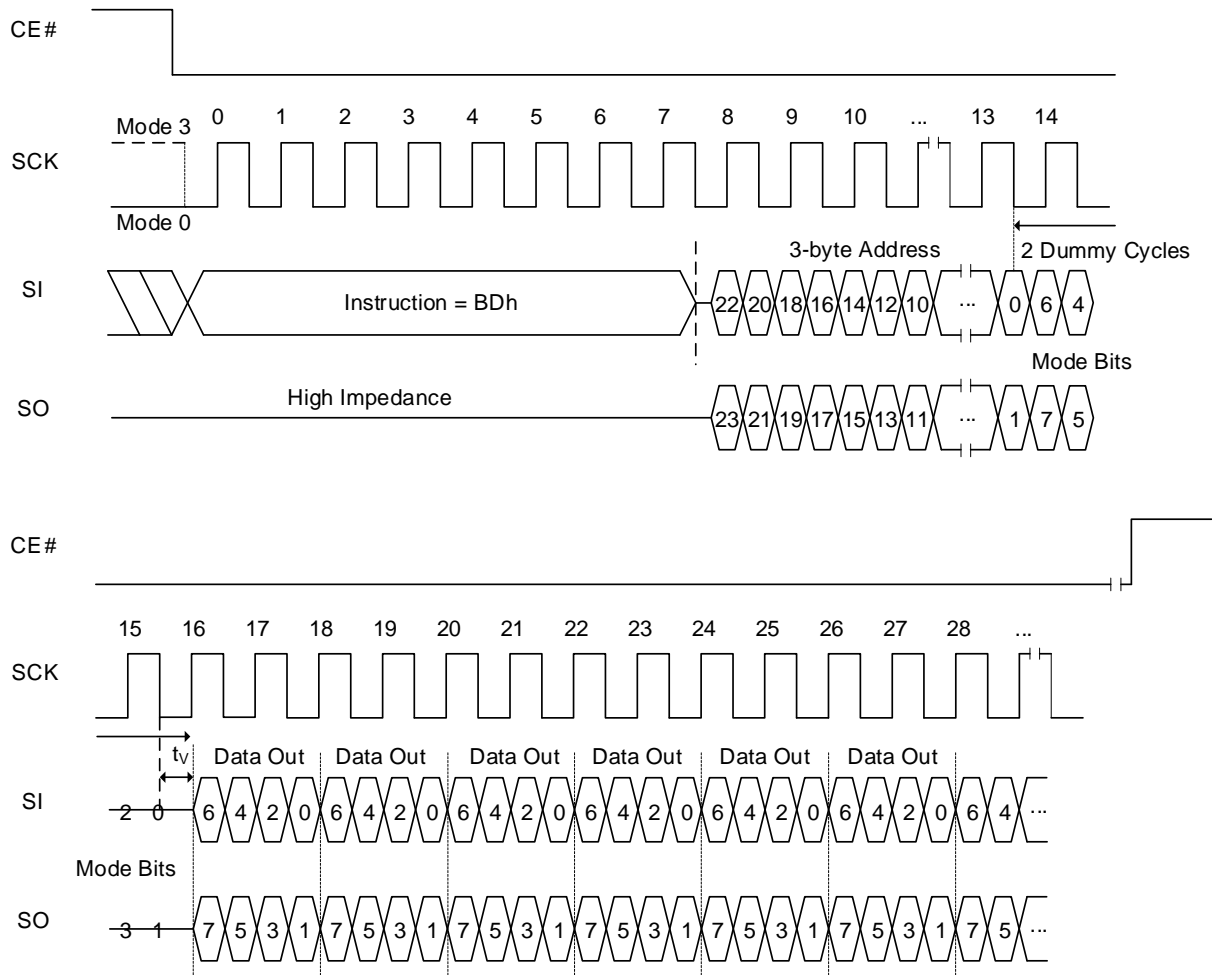 CE#
0 1 2 3 4 5 6 7 8 9 10 ... 13 14
Mode 3
SCK
Mode 0
3-byte Address 2 Dummy Cycles
SI Instruction = BDh 22 20 18 16 14 12 10 ... 0 6 4
Mode Bits
High Impedance
SO 23 21 19 17 15 13 11 ... 1 7 5
CE#
15 16 17 18 19 20 21 22 23 24 25 26 27 28 ...
SCK
tV Data Out Data Out Data Out Data Out Data Out Data Out
SI 2 0 6 4 2 0 6 4 2 0 6 4 2 0 6 4 2 0 6 4 2 0 6 4 2 0 6 4 ...
Mode Bits
SO 3 1 7 5 3 1 7 5 3 1 7 5 3 1 7 5 3 1 7 5 3 1 7 5 3 1 7 5 ...